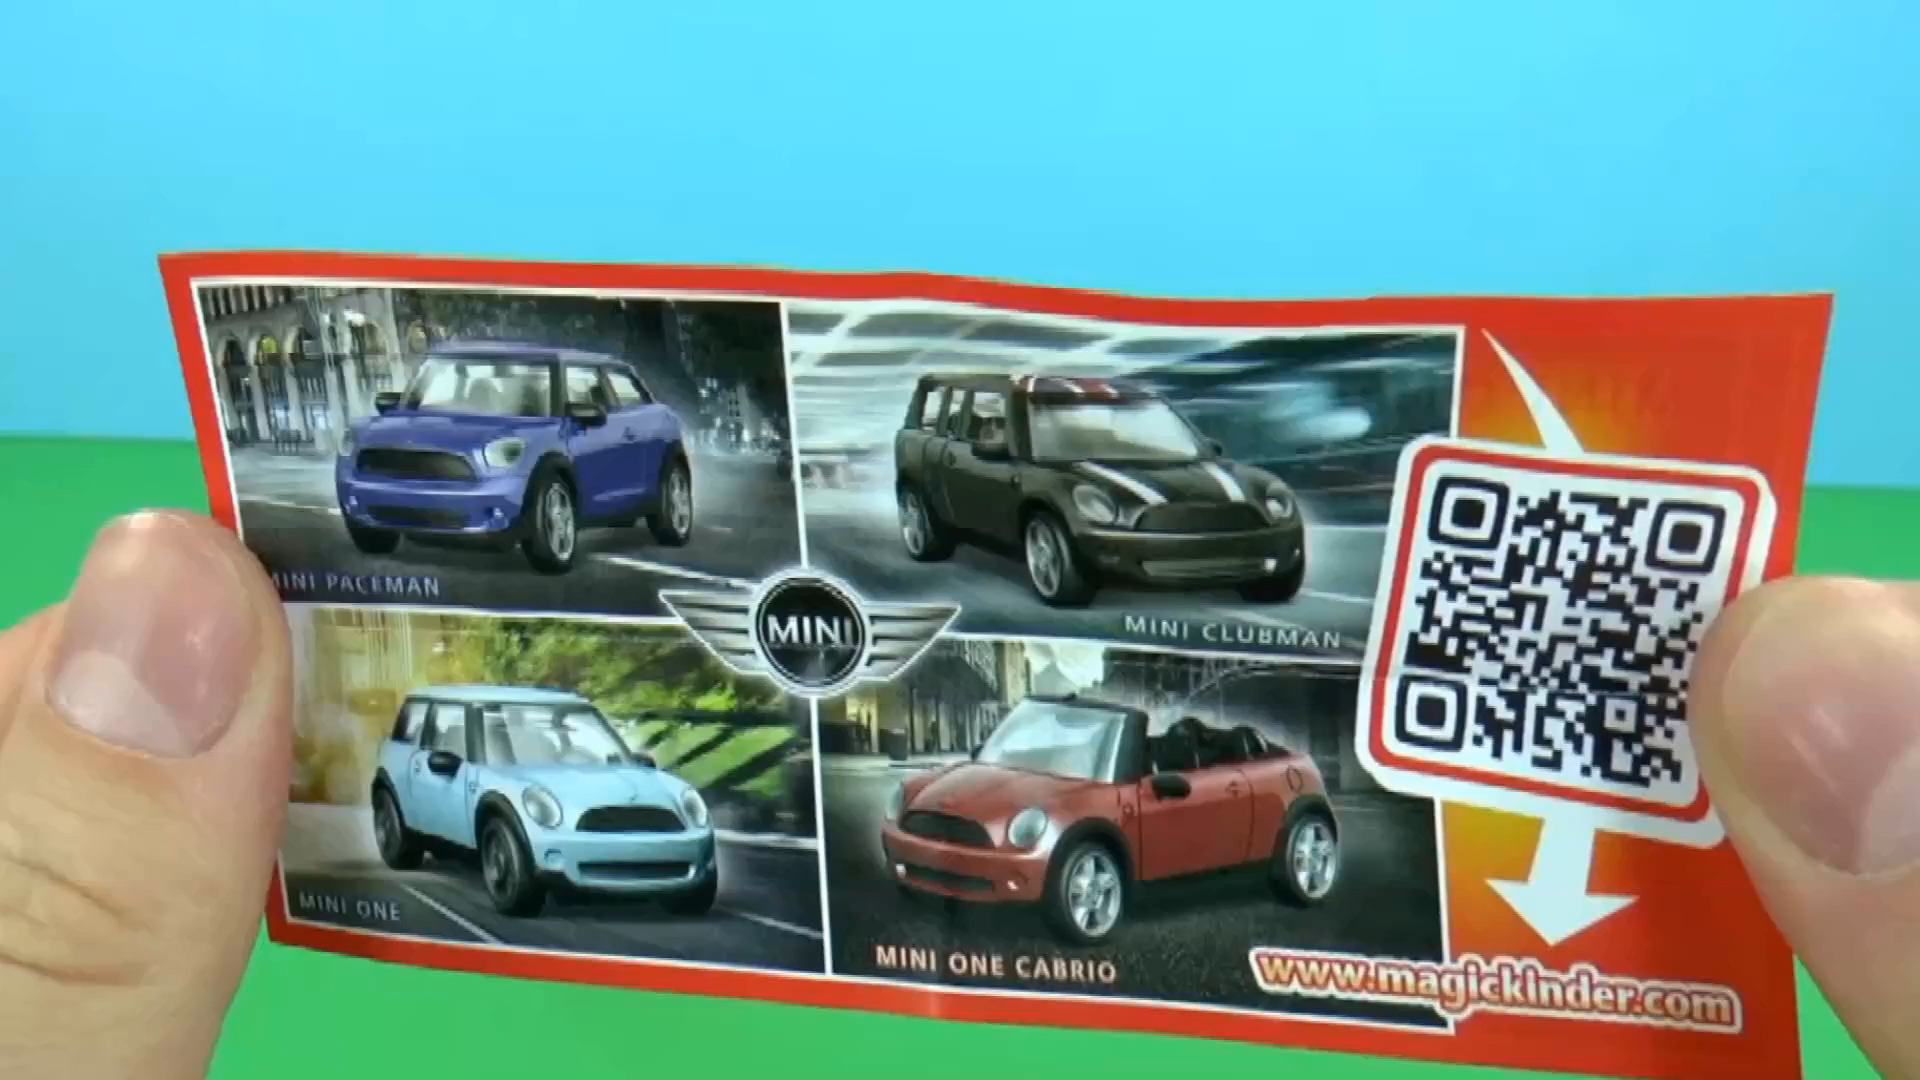 MINI PACEMAN
MINI CLUBMAN
MINI
MINI ONE
MINI ONE CABRIO
www.magickinder.com